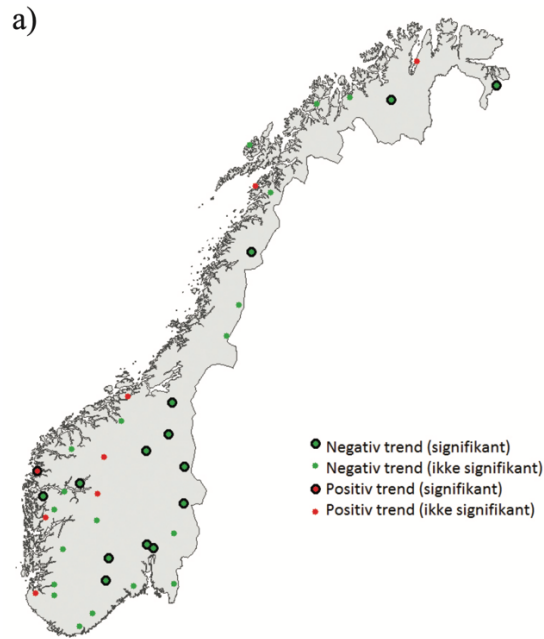 a)
Negativ trend (signifikant)
Negativ trend (ikke signifikant)
Positiv trend (signifikant)
Positiv trend (ikke signifikant)